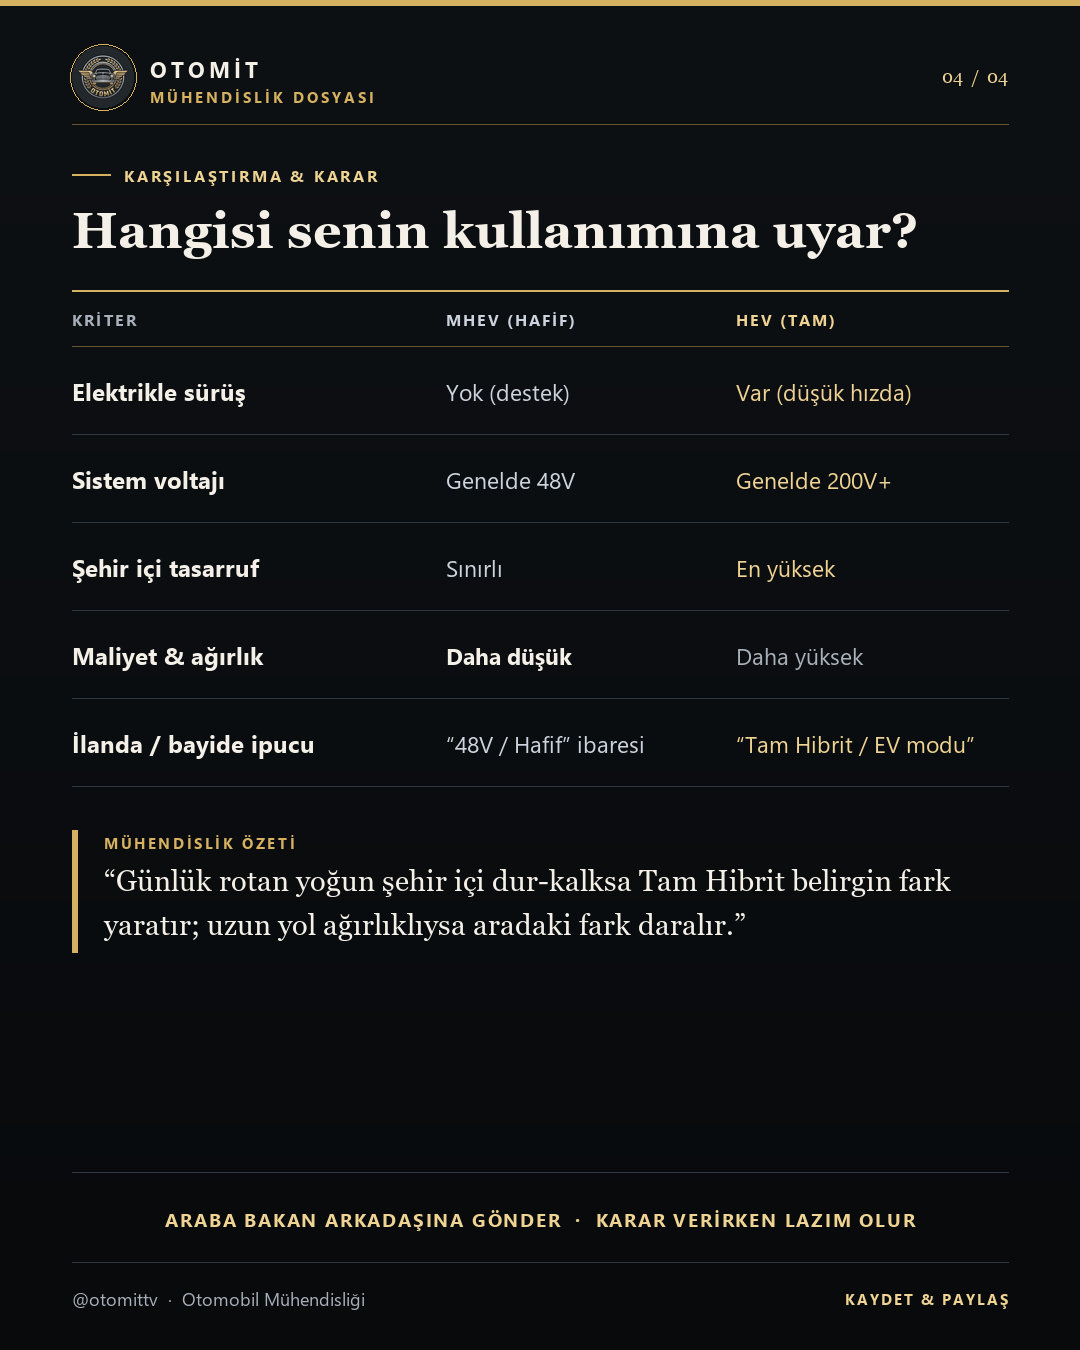 OTOMİT
OTOMİT
MÜHENDİSLİK DOSYASI
04 / 04
KARŞILAŞTIRMA & KARAR
Hangisi senin kullanımına uyar?
KRİTER MHEV (HAFİF) HEV (TAM)
Elektrikle sürüş Yok (destek) Var (düşük hızda)
Sistem voltajı Genelde 48V Genelde 200V+
Şehir içi tasarruf Sınırlı En yüksek
Maliyet & ağırlık Daha düşük Daha yüksek
İlanda / bayide ipucu “48V / Hafif” ibaresi “Tam Hibrit / EV modu”
MÜHENDİSLİK ÖZETİ
“Günlük rotan yoğun şehir içi dur-kalksa Tam Hibrit belirgin fark
yaratır; uzun yol ağırlıklıysa aradaki fark daralır.”
ARABA BAKAN ARKADAŞINA GÖNDER · KARAR VERİRKEN LAZIM OLUR
@otomittv · Otomobil Mühendisliği
KAYDET & PAYLAŞ